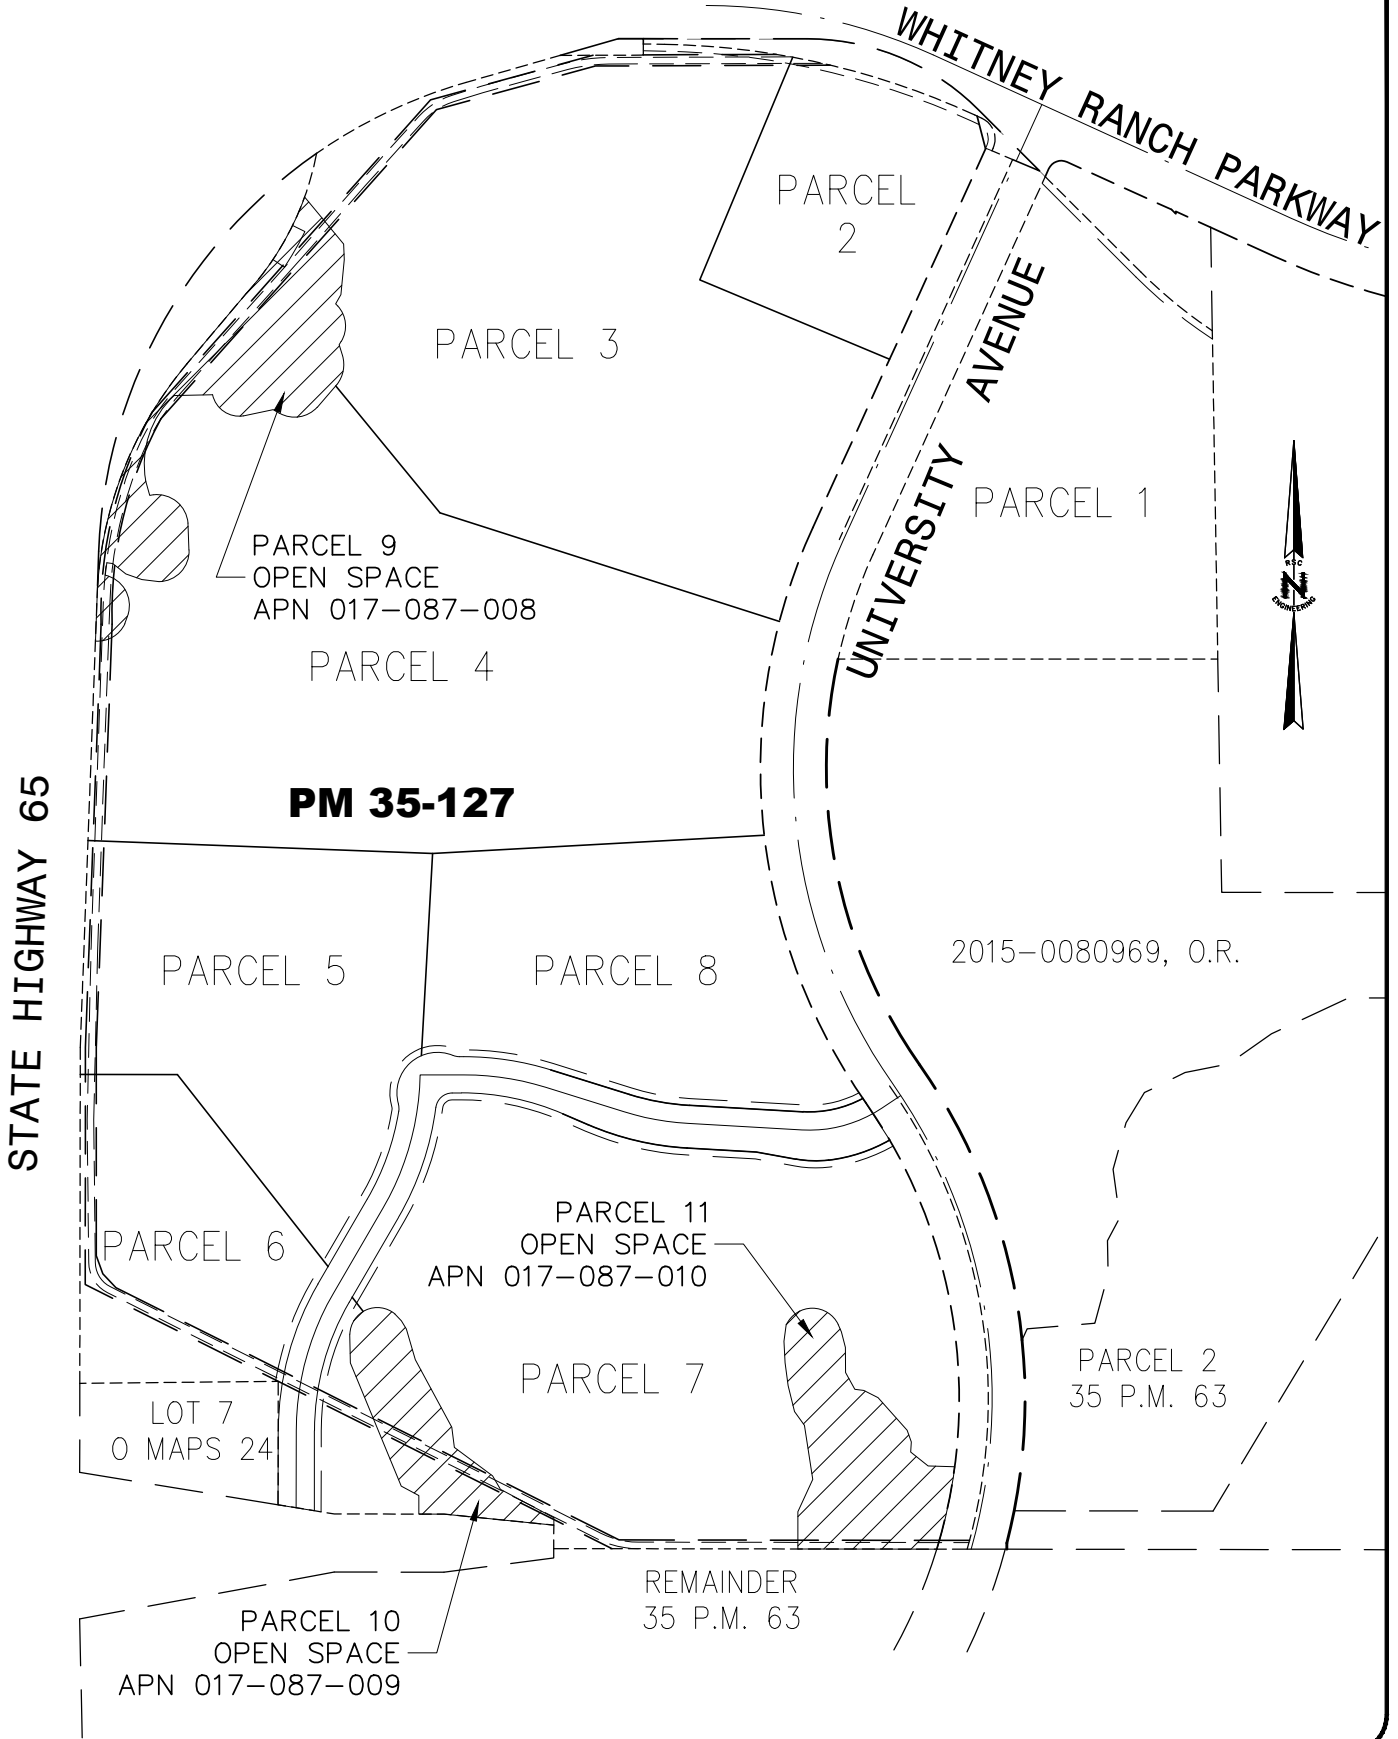 WHITNEY RANCH PARKWAY
PARCEL
2
PARCEL 3
UNIVERSITY AVENUE
PARCEL 1
PARCEL 9
OPEN SPACE
APN 017-087-008
RSC
N
ENGINEERING
PARCEL 4
PM 35-127
STATE HIGHWAY 65
PARCEL 5
PARCEL 8
2015-0080969, O.R.
PARCEL 6
PARCEL 11
OPEN SPACE
APN 017-087-010
PARCEL 7
PARCEL 2
35 P.M. 63
LOT 7
O MAPS 24
REMAINDER
35 P.M. 63
PARCEL 10
OPEN SPACE
APN 017-087-009